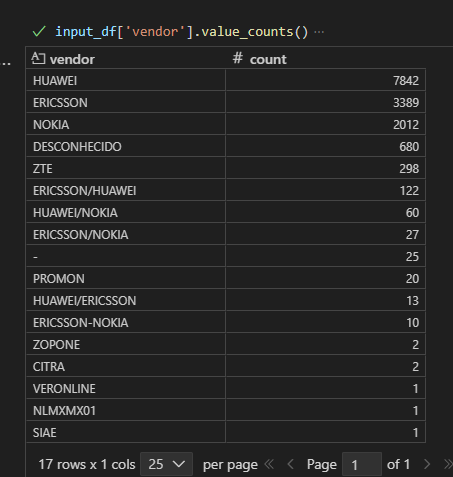 input_df['vendor'].value_counts() ...
...
vendor # count
HUAWEI 7842
ERICSSON 3389
NOKIA 2012
DESCONHECIDO 680
ZTE 298
ERICSSON/HUAWEI 122
HUAWEI/NOKIA 60
ERICSSON/NOKIA 27
- 25
PROMON 20
HUAWEI/ERICSSON 13
ERICSSON-NOKIA 10
ZOPONE 2
CITRA 2
VERONLINE 1
NLMXMX01 1
SIAE 1
17 rows x 1 cols 25 per page Page 1 of 1